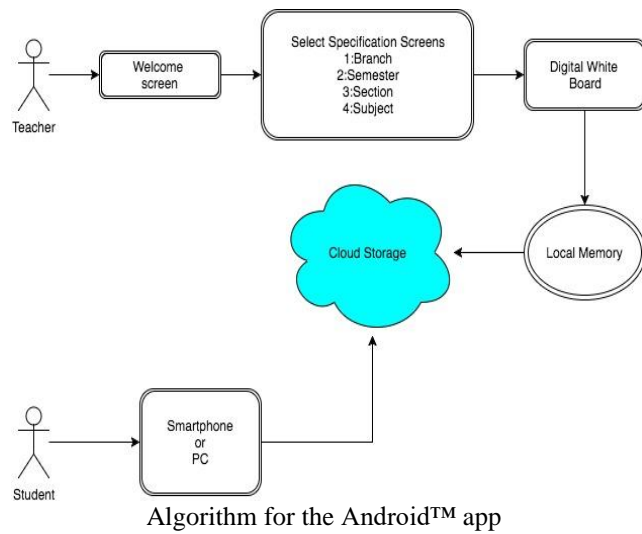 Teacher
Welcome
screen
Select Specification Screens
1:Branch
2:Semester
3:Section
4:Subject
Digital White
Board
Local Memory
Cloud Storage
Student
Smartphone
or
PC
Algorithm for the Android™ app